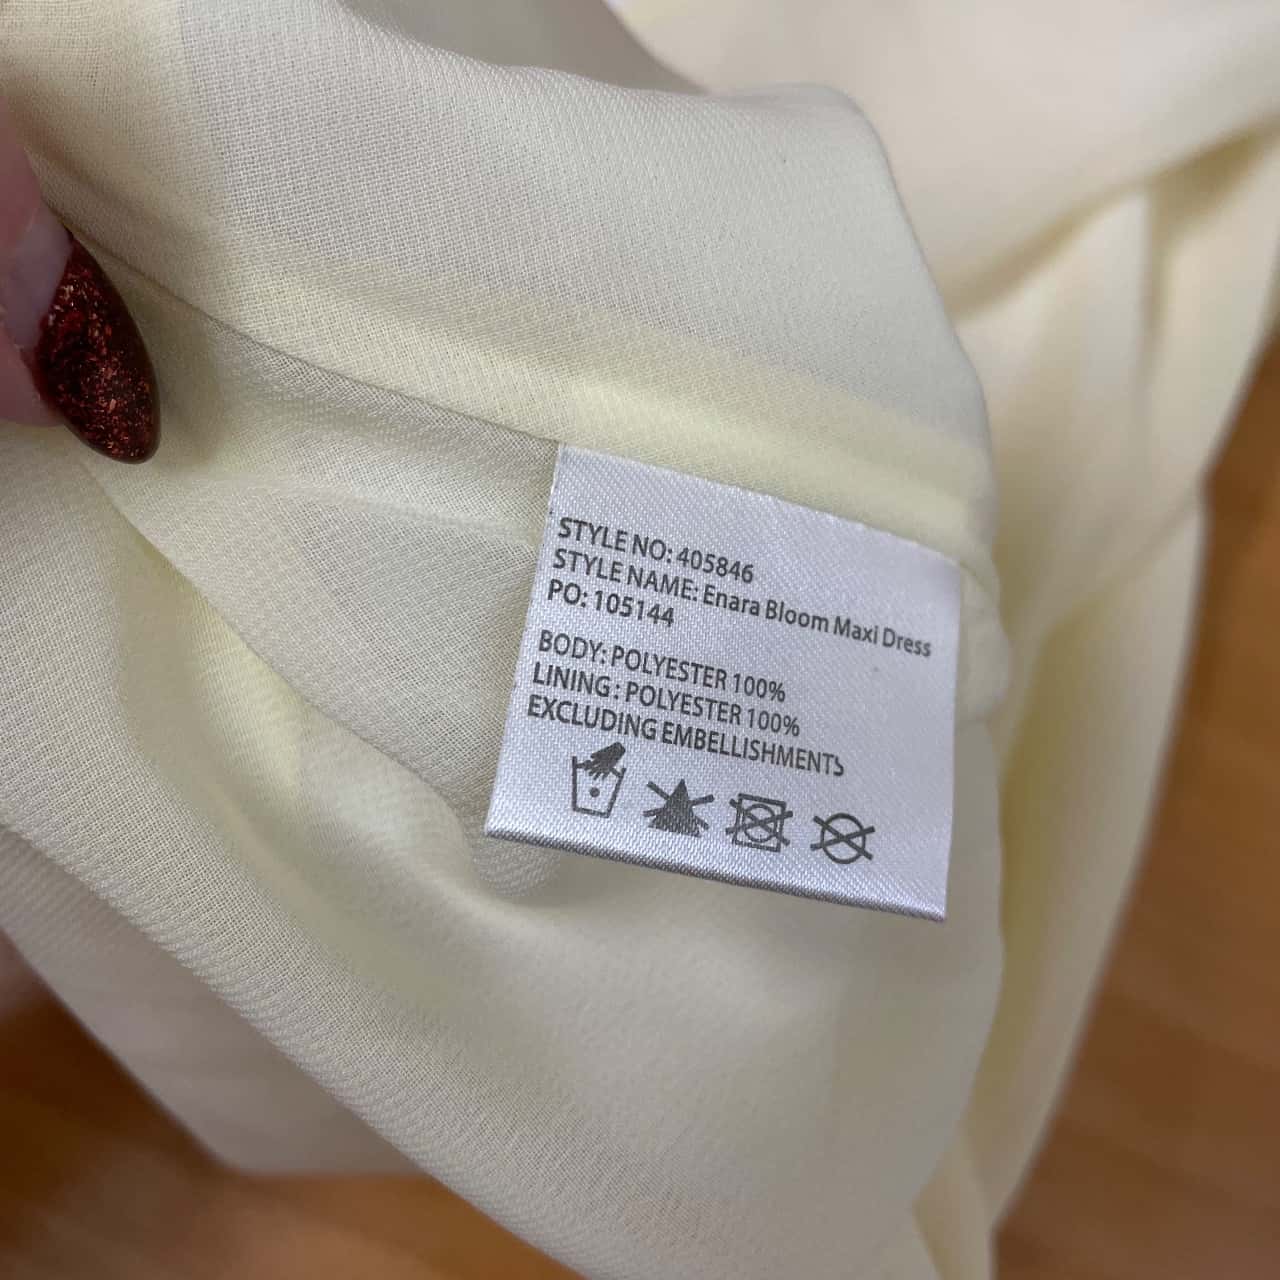 STYLE NO: 405846
STYLE NAME: Enara Bloom Maxi Dress
PO: 105144
BODY: POLYESTER 100%
LINING: POLYESTER 100%
EXCLUDING EMBELLISHMENTS